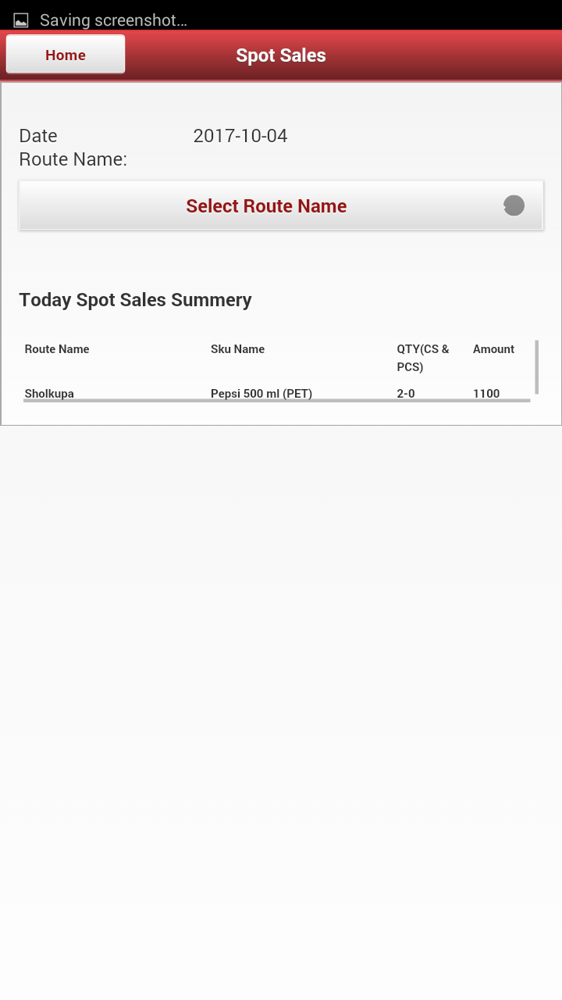 Saving screenshot...
Home
Spot Sales
Date 2017-10-04
Route Name:
Select Route Name
Today Spot Sales Summery
Route Name Sku Name QTY(CS & PCS) Amount
Sholkupa Pepsi 500 ml (PET) 2-0 1100